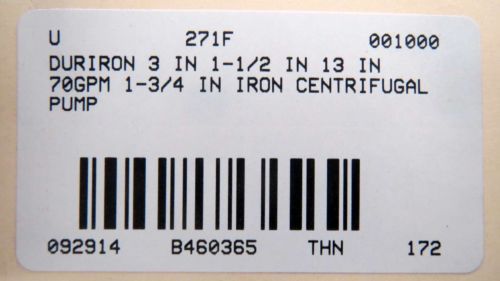 U 271F 001000
DURIRON 3 IN 1-1/2 IN 13 IN
70GPM 1-3/4 IN IRON CENTRIFUGAL
PUMP
092914 B460365 THN 172